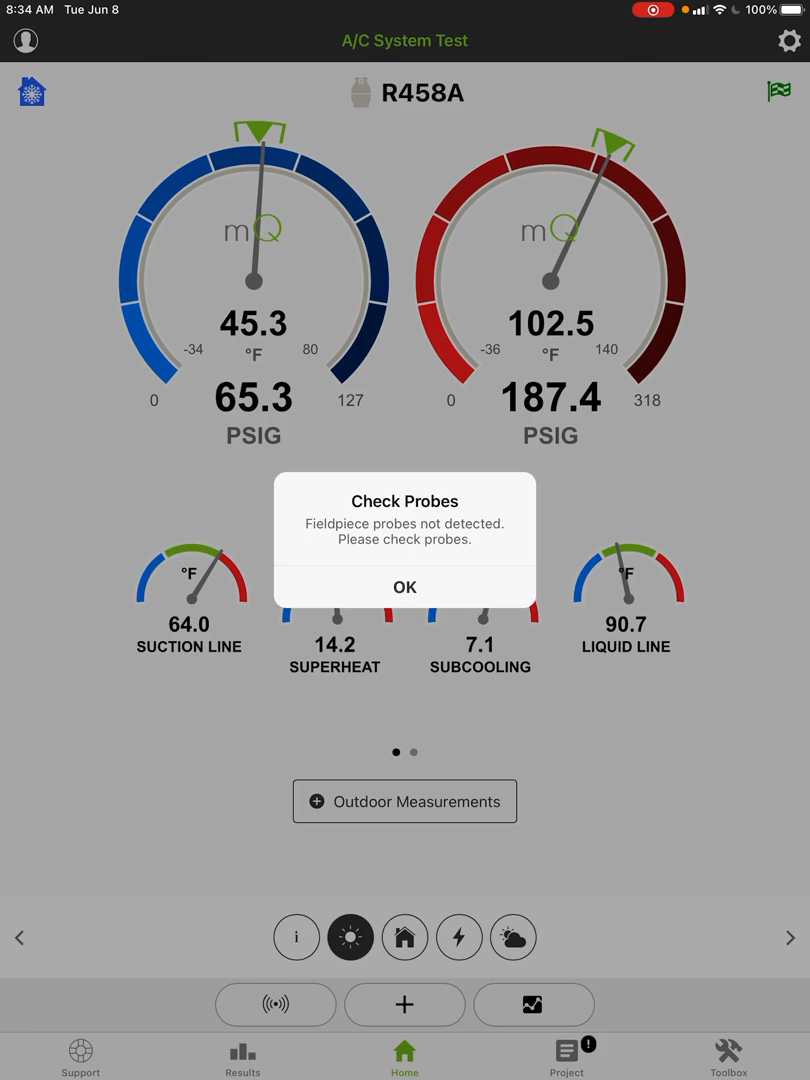 8:34 AM Tue Jun 8
100%
A/C System Test
R458A
mQ
45.3
-34 °F 80
0 65.3 127
PSIG
mQ
102.5
-36 °F 140
0 187.4 318
PSIG
Check Probes
Fieldpiece probes not detected.
Please check probes.
OK
°F
64.0
SUCTION LINE
14.2
SUPERHEAT
7.1
SUBCOOLING
°F
90.7
LIQUID LINE
Outdoor Measurements
i
Support
Results
Home
!
Project
Toolbox